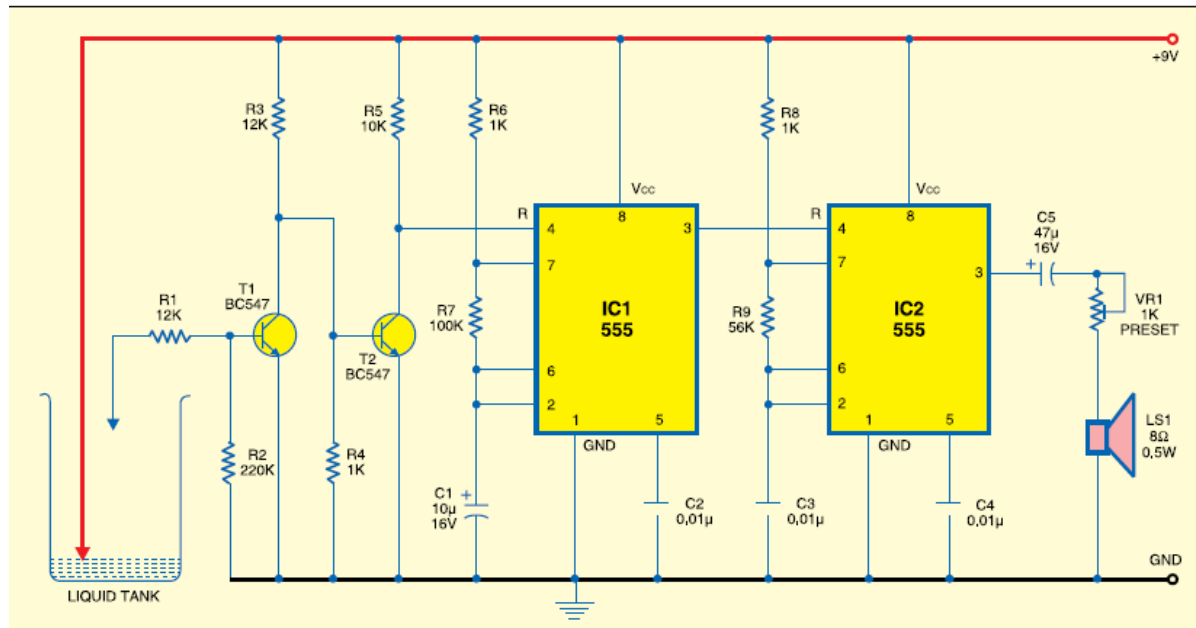 +9V
R3
12K
R5
10K
R6
1K
R8
1K
VCC
8
R
4
3
7
IC1
555
6
2
1
5
GND
VCC
8
R
4
3
7
IC2
555
6
2
1
5
GND
C5
47µ
16V
+
VR1
1K
PRESET
T1
BC547
R1
12K
T2
BC547
R7
100K
R9
56K
R2
220K
R4
1K
C1
10µ
16V
+
C2
0,01µ
C3
0,01µ
C4
0,01µ
LS1
8Ω
0,5W
GND
LIQUID TANK